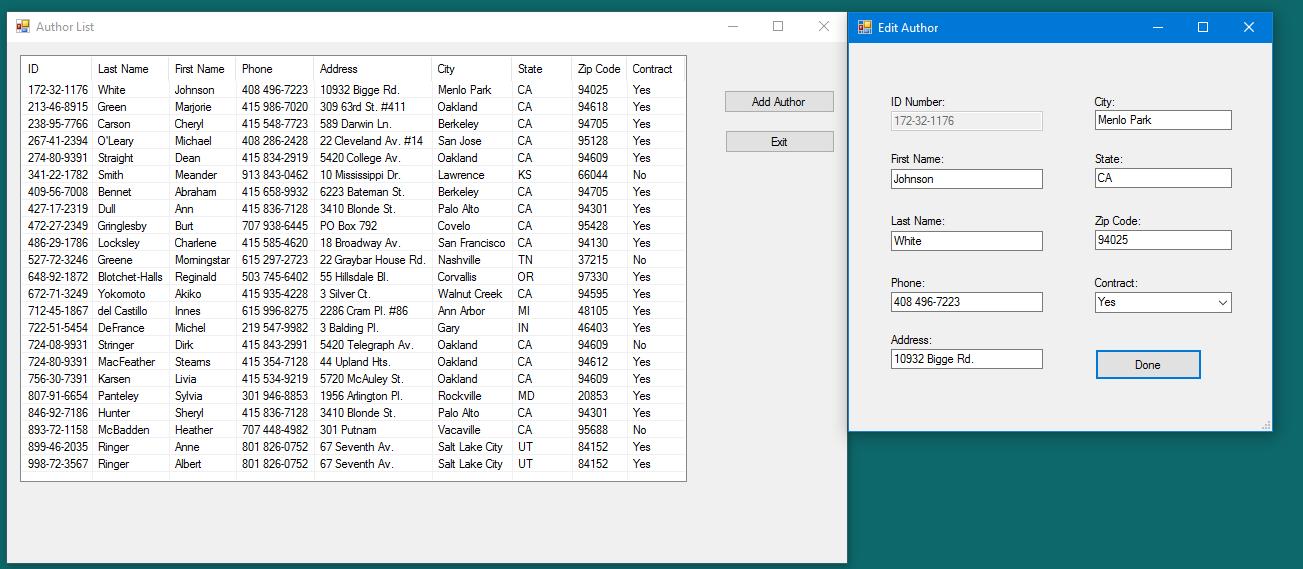 Author List
ID Last Name First Name Phone Address City State Zip Code Contract
172-32-1176 White Johnson 408 496-7223 10932 Bigge Rd. Menlo Park CA 94025 Yes
213-46-8915 Green Marjorie 415 986-7020 309 63rd St. #411 Oakland CA 94618 Yes
238-95-7766 Carson Cheryl 415 548-7723 589 Darwin Ln. Berkeley CA 94705 Yes
267-41-2394 O'Leary Michael 408 286-2428 22 Cleveland Av. #14 San Jose CA 95128 Yes
274-80-9391 Straight Dean 415 834-2919 5420 College Av. Oakland CA 94609 Yes
341-22-1782 Smith Meander 913 843-0462 10 Mississippi Dr. Lawrence KS 66044 No
409-56-7008 Bennet Abraham 415 658-9932 6223 Bateman St. Berkeley CA 94705 Yes
427-17-2319 Dull Ann 415 836-7128 3410 Blonde St. Palo Alto CA 94301 Yes
472-27-2349 Gringlesby Burt 707 938-6445 PO Box 792 Covelo CA 95428 Yes
486-29-1786 Locksley Charlene 415 585-4620 18 Broadway Av. San Francisco CA 94130 Yes
527-72-3246 Greene Morningstar 615 297-2723 22 Graybar House Rd. Nashville TN 37215 No
648-92-1872 Blotchet-Halls Reginald 503 745-6402 55 Hillsdale Bl. Corvallis OR 97330 Yes
672-71-3249 Yokomoto Akiko 415 935-4228 3 Silver Ct. Walnut Creek CA 94595 Yes
712-45-1867 del Castillo Innes 615 996-8275 2286 Cram Pl. #86 Ann Arbor MI 48105 Yes
722-51-5454 DeFrance Michel 219 547-9982 3 Balding Pl. Gary IN 46403 Yes
724-08-9931 Stringer Dirk 415 843-2991 5420 Telegraph Av. Oakland CA 94609 No
724-80-9391 MacFeather Stearns 415 354-7128 44 Upland Hts. Oakland CA 94612 Yes
756-30-7391 Karsen Livia 415 534-9219 5720 McAuley St. Oakland CA 94609 Yes
807-91-6654 Panteley Sylvia 301 946-8853 1956 Arlington Pl. Rockville MD 20853 Yes
846-92-7186 Hunter Sheryl 415 836-7128 3410 Blonde St. Palo Alto CA 94301 Yes
893-72-1158 McBadden Heather 707 448-4982 301 Putnam Vacaville CA 95688 No
899-46-2035 Ringer Anne 801 826-0752 67 Seventh Av. Salt Lake City UT 84152 Yes
998-72-3567 Ringer Albert 801 826-0752 67 Seventh Av. Salt Lake City UT 84152 Yes
Add Author
Exit
Edit Author
ID Number:
172-32-1176
First Name:
Johnson
Last Name:
White
Phone:
408 496-7223
Address:
10932 Bigge Rd.
City:
Menlo Park
State:
CA
Zip Code:
94025
Contract:
Yes
Done